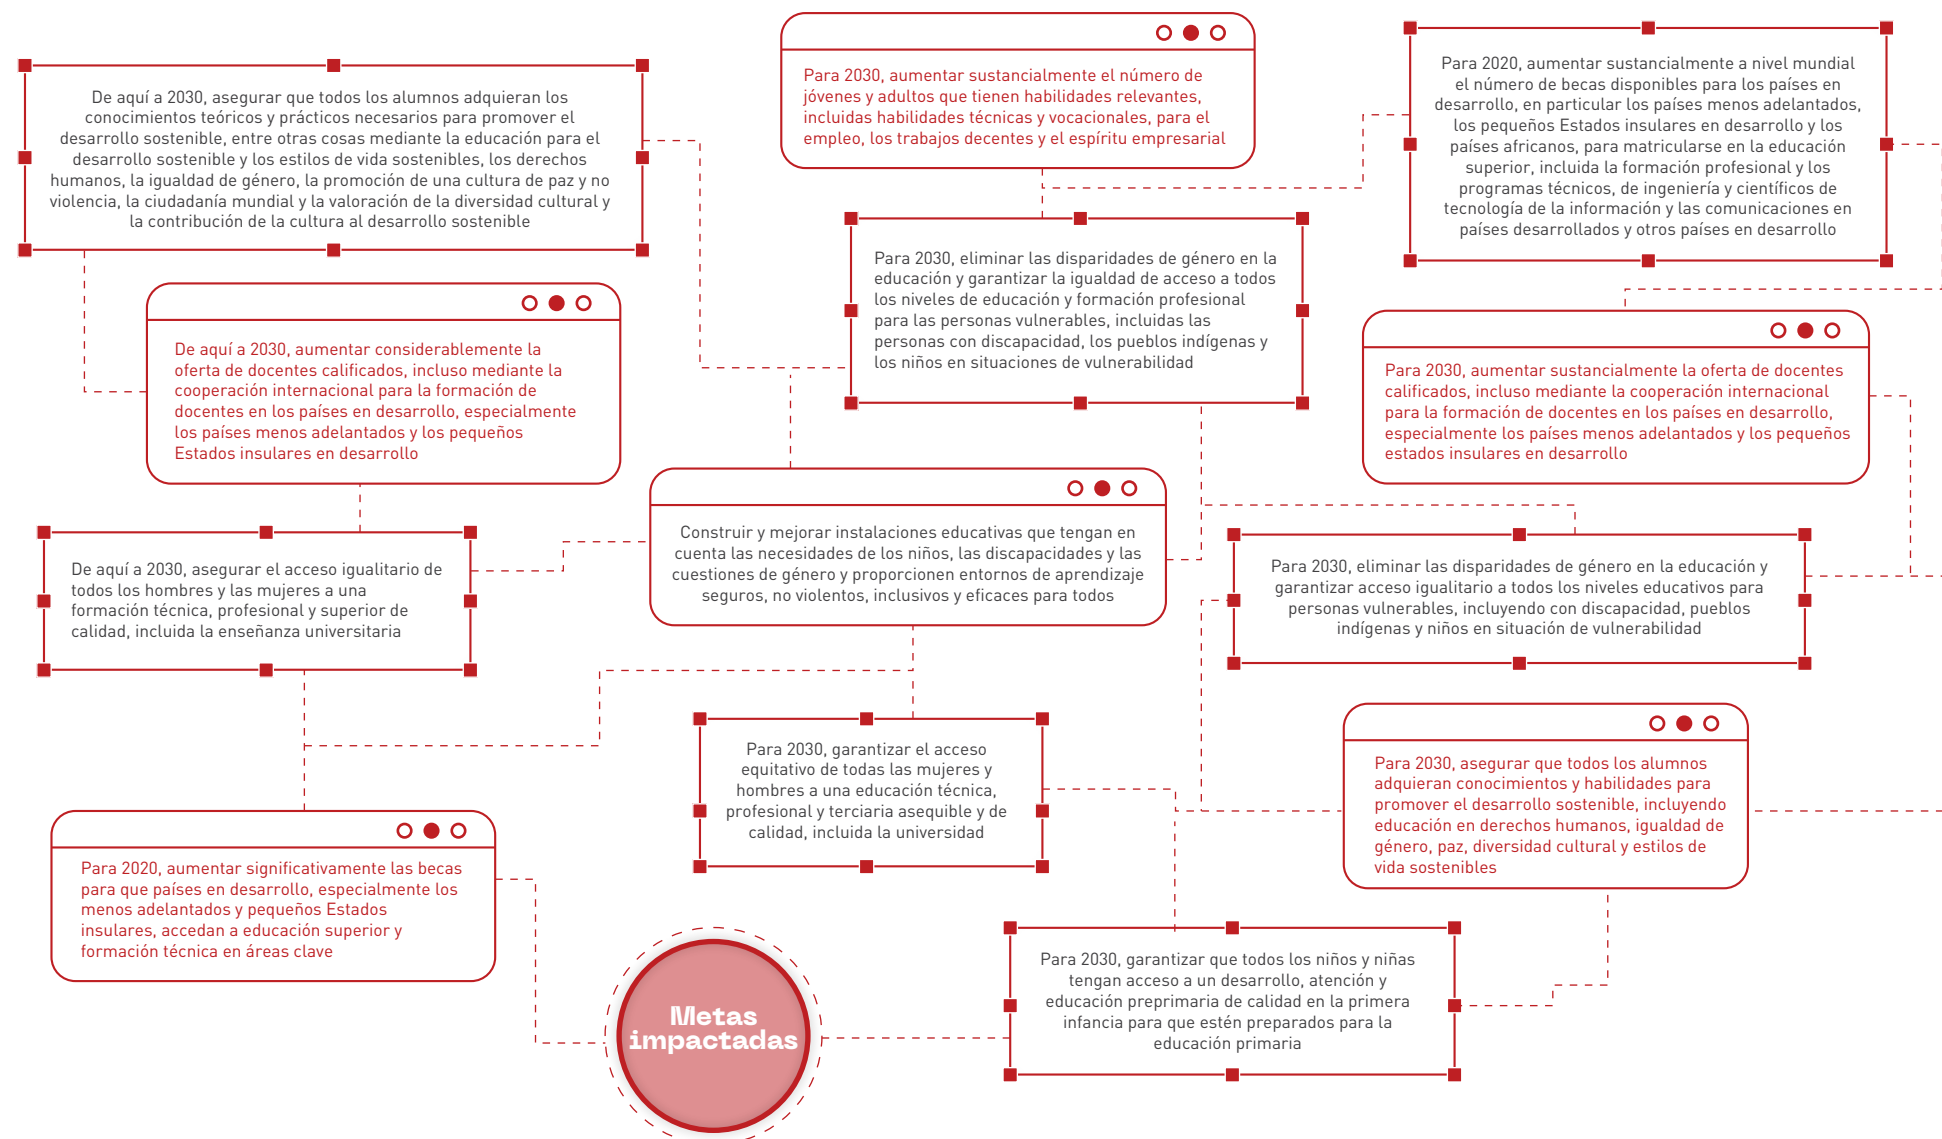 De aquí a 2030, asegurar que todos los alumnos adquieran los
conocimientos teóricos y prácticos necesarios para promover el
desarrollo sostenible, entre otras cosas mediante la educación para el
desarrollo sostenible y los estilos de vida sostenibles, los derechos
humanos, la igualdad de género, la promoción de una cultura de paz y no
violencia, la ciudadanía mundial y la valoración de la diversidad cultural y
la contribución de la cultura al desarrollo sostenible
Para 2030, aumentar sustancialmente el número de
jóvenes y adultos que tienen habilidades relevantes,
incluidas habilidades técnicas y vocacionales, para el
empleo, los trabajos decentes y el espíritu empresarial
Para 2020, aumentar sustancialmente a nivel mundial
el número de becas disponibles para los países en
desarrollo, en particular los países menos adelantados,
los pequeños Estados insulares en desarrollo y los
países africanos, para matricularse en la educación
superior, incluida la formación profesional y los
programas técnicos, de ingeniería y científicos de
tecnología de la información y las comunicaciones en
países desarrollados y otros países en desarrollo
Para 2030, eliminar las disparidades de género en la
educación y garantizar la igualdad de acceso a todos
los niveles de educación y formación profesional
para las personas vulnerables, incluidas las
personas con discapacidad, los pueblos indígenas y
los niños en situaciones de vulnerabilidad
De aquí a 2030, aumentar considerablemente la
oferta de docentes calificados, incluso mediante la
cooperación internacional para la formación de
docentes en los países en desarrollo, especialmente
los países menos adelantados y los pequeños
Estados insulares en desarrollo
Para 2030, aumentar sustancialmente la oferta de docentes
calificados, incluso mediante la cooperación internacional
para la formación de docentes en los países en desarrollo,
especialmente los países menos adelantados y los pequeños
estados insulares en desarrollo
Construir y mejorar instalaciones educativas que tengan en
cuenta las necesidades de los niños, las discapacidades y las
cuestiones de género y proporcionen entornos de aprendizaje
seguros, no violentos, inclusivos y eficaces para todos
De aquí a 2030, asegurar el acceso igualitario de
todos los hombres y las mujeres a una
formación técnica, profesional y superior de
calidad, incluida la enseñanza universitaria
Para 2030, eliminar las disparidades de género en la educación y
garantizar acceso igualitario a todos los niveles educativos para
personas vulnerables, incluyendo con discapacidad, pueblos
indígenas y niños en situación de vulnerabilidad
Para 2030, garantizar el acceso
equitativo de todas las mujeres y
hombres a una educación técnica,
profesional y terciaria asequible y de
calidad, incluida la universidad
Para 2030, asegurar que todos los alumnos
adquieran conocimientos y habilidades para
promover el desarrollo sostenible, incluyendo
educación en derechos humanos, igualdad de
género, paz, diversidad cultural y estilos de
vida sostenibles
Para 2020, aumentar significativamente las becas
para que países en desarrollo, especialmente los
menos adelantados y pequeños Estados
insulares, accedan a educación superior y
formación técnica en áreas clave
Para 2030, garantizar que todos los niños y niñas
tengan acceso a un desarrollo, atención y
educación preprimaria de calidad en la primera
infancia para que estén preparados para la
educación primaria
Metas
impactadas